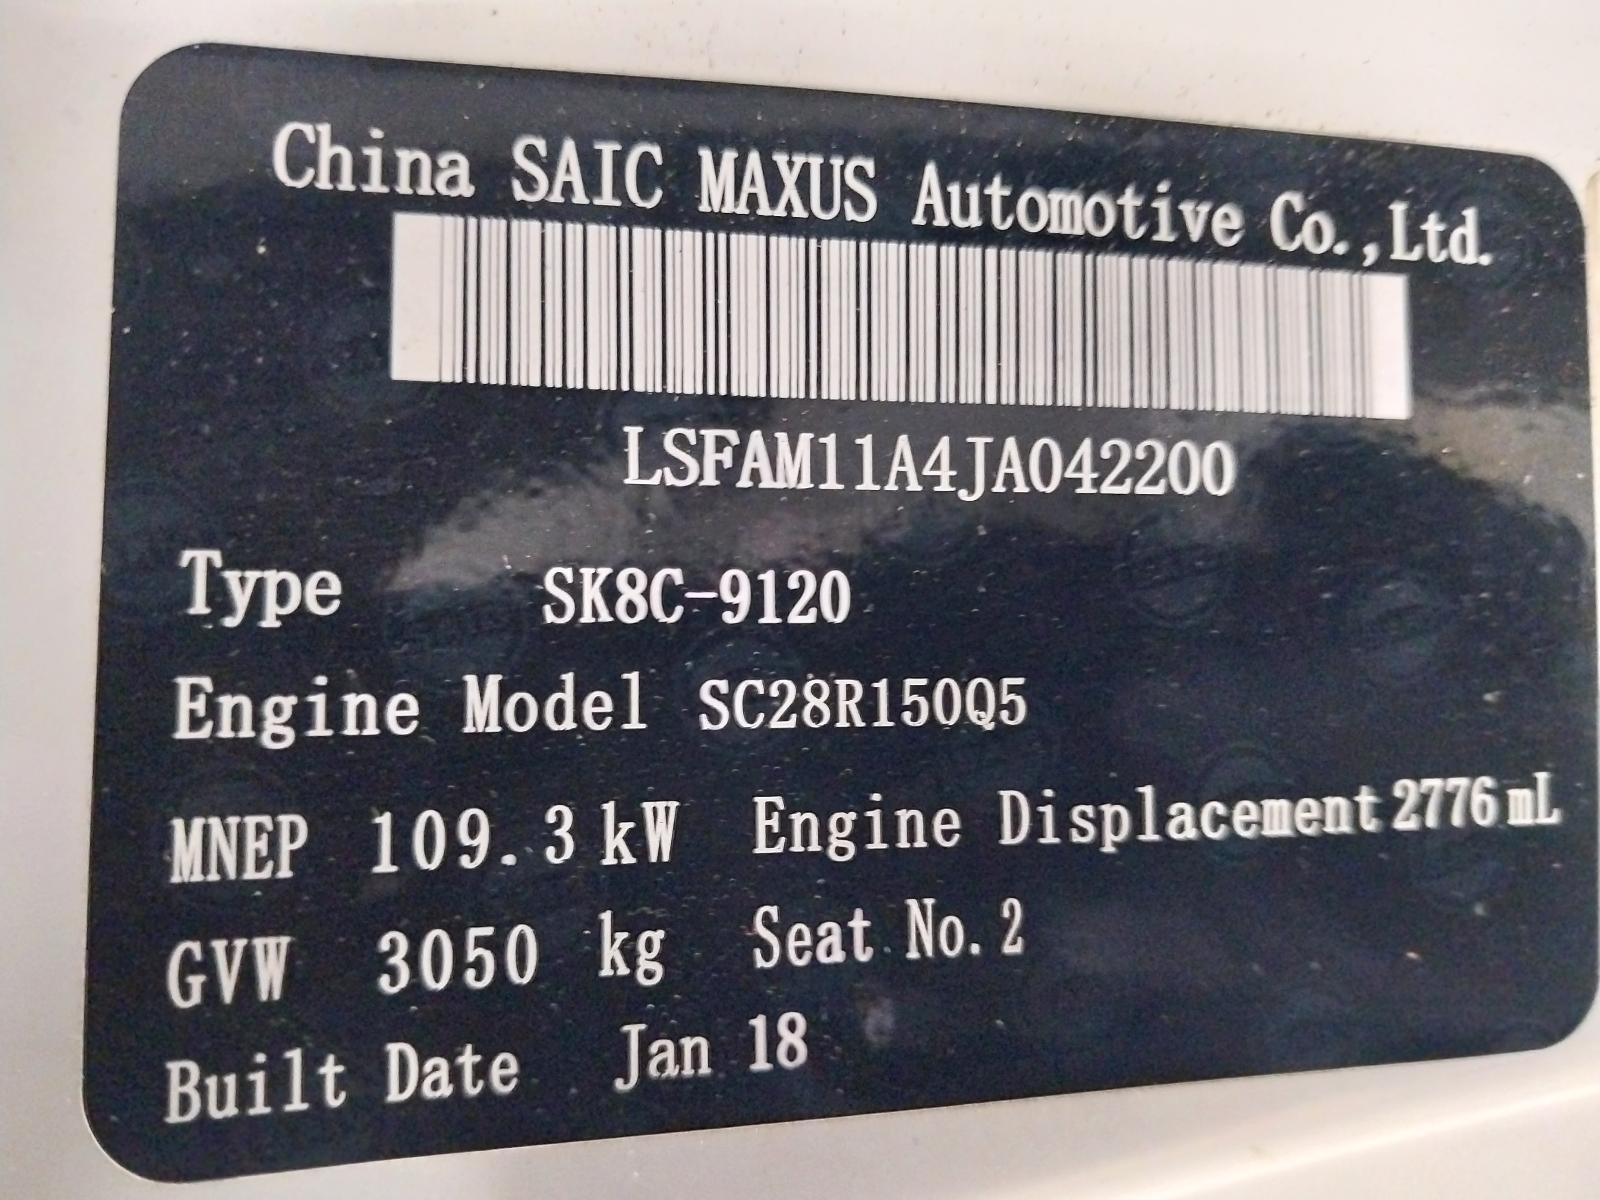 China SAIC MAXUS Automotive Co.,Ltd.
LSFAM11A4JA042200
Type SK8C-9120
Engine Model SC28R150Q5
MNEP 109.3 kW Engine Displacement 2776 mL
GVW 3050 kg Seat No. 2
Built Date Jan 18